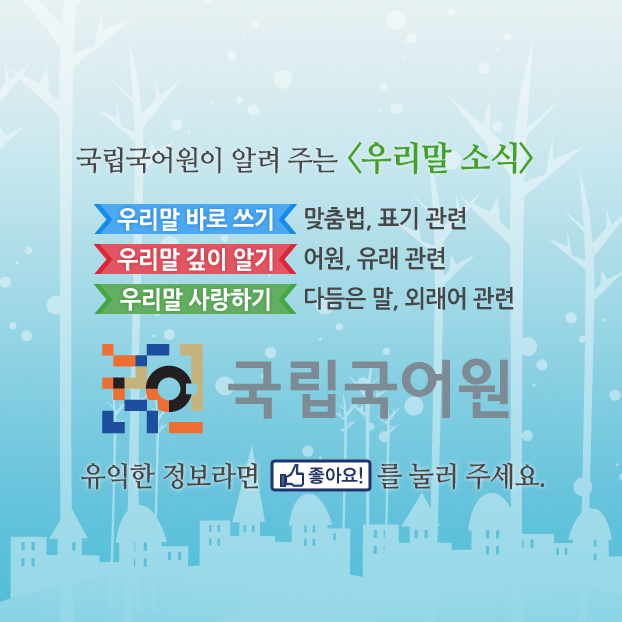 국립국어원이 알려 주는 〈우리말 소식〉
우리말 바로 쓰기 맞춤법, 표기 관련
우리말 깊이 알기 어원, 유래 관련
우리말 사랑하기 다듬은 말, 외래어 관련
국립국어원
유익한 정보라면 좋아요! 를 눌러 주세요.